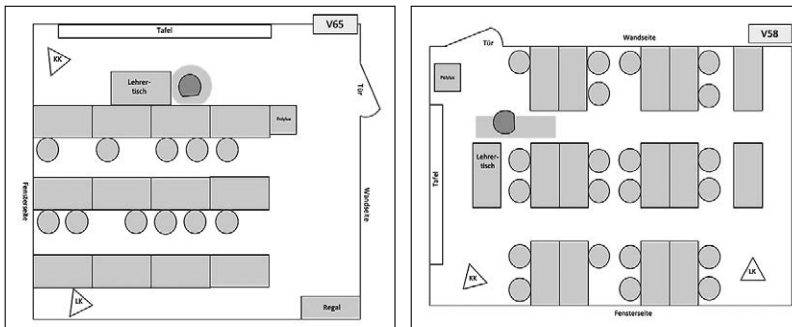 V65
Tafel
KK
Lehrer-
tisch
Tür
Polylux
Fensterseite
Wandseite
LK
Regal
V58
Wandseite
Tür
Polylux
Tafel
Lehrer-
tisch
KK
LK
Fensterseite